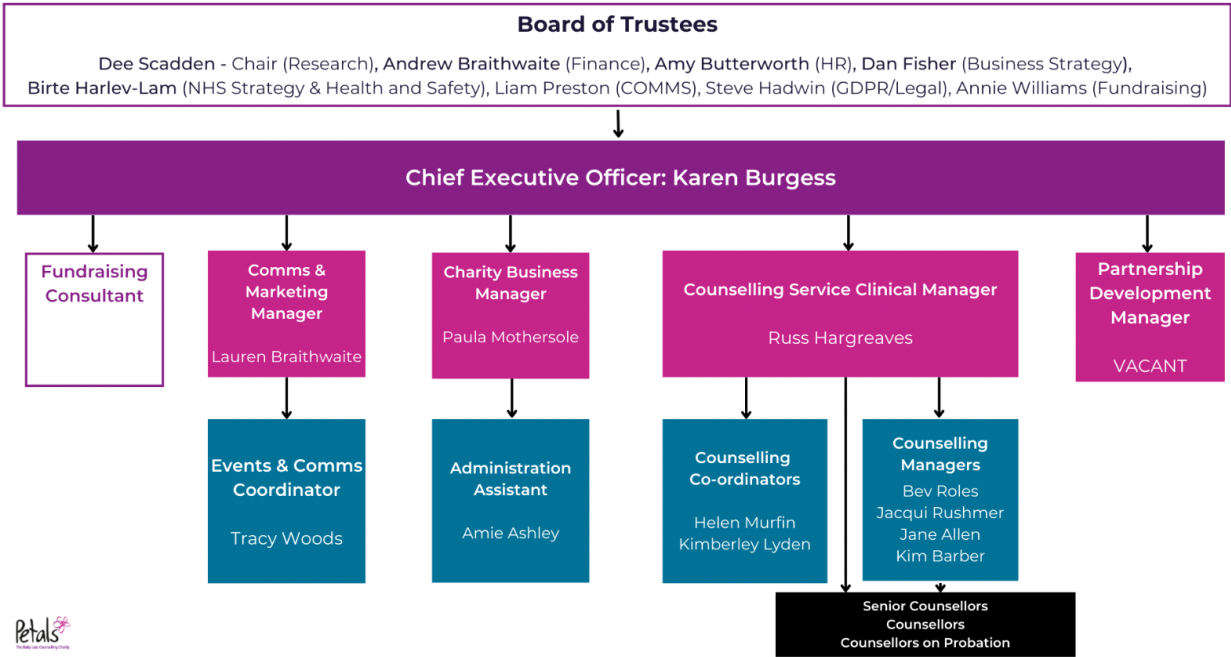 Board of Trustees
Dee Scadden - Chair (Research), Andrew Braithwaite (Finance), Amy Butterworth (HR), Dan Fisher (Business Strategy),
Birte Harlev-Lam (NHS Strategy & Health and Safety), Liam Preston (COMMS), Steve Hadwin (GDPR/Legal), Annie Williams (Fundraising)
Chief Executive Officer: Karen Burgess
Fundraising
Consultant
Comms &
Marketing
Manager
Lauren Braithwaite
Charity Business
Manager
Paula Mothersole
Counselling Service Clinical Manager
Russ Hargreaves
Partnership
Development
Manager
VACANT
Events & Comms
Coordinator
Tracy Woods
Administration
Assistant
Amie Ashley
Counselling
Co-ordinators
Helen Murfin
Kimberley Lyden
Counselling
Managers
Bev Roles
Jacqui Rushmer
Jane Allen
Kim Barber
Senior Counsellors
Counsellors
Counsellors on Probation
Petals
The Baby Loss Counselling Charity